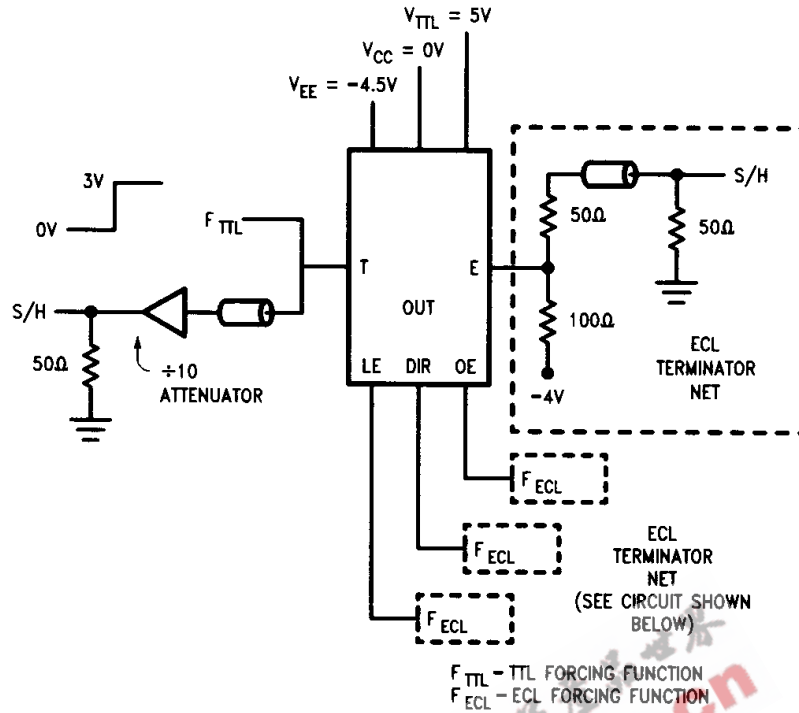 V_TTL = 5V
V_CC = 0V
V_EE = -4.5V
3V
0V
F_TTL
T
E
OUT
LE DIR OE
S/H
50Ω
÷10
ATTENUATOR
50Ω
S/H
50Ω
100Ω
-4V
ECL
TERMINATOR
NET
F_ECL
F_ECL
F_ECL
ECL
TERMINATOR
NET
(SEE CIRCUIT SHOWN
BELOW)
F_TTL - TTL FORCING FUNCTION
F_ECL - ECL FORCING FUNCTION
.cn